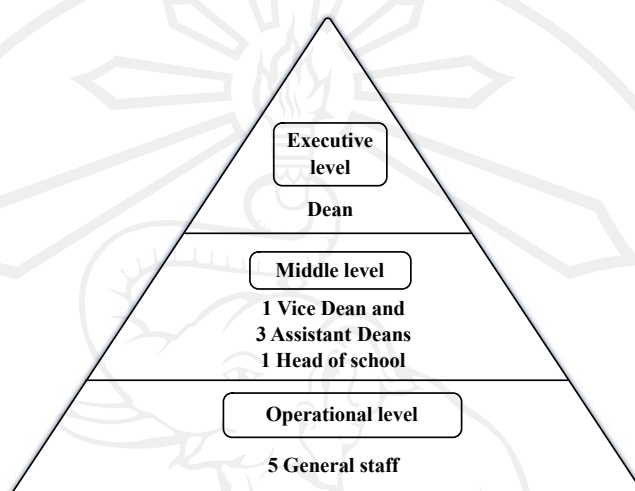 Executive
level
Dean
Middle level
1 Vice Dean and
3 Assistant Deans
1 Head of school
Operational level
5 General staff